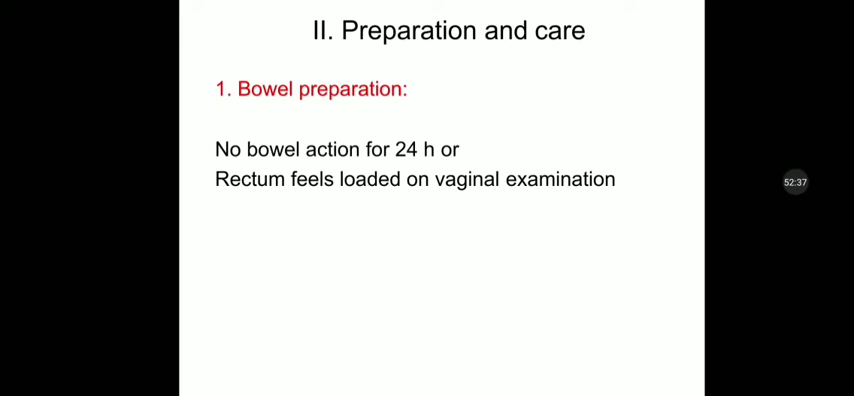 II. Preparation and care
1. Bowel preparation:
No bowel action for 24 h or
Rectum feels loaded on vaginal examination
52:37